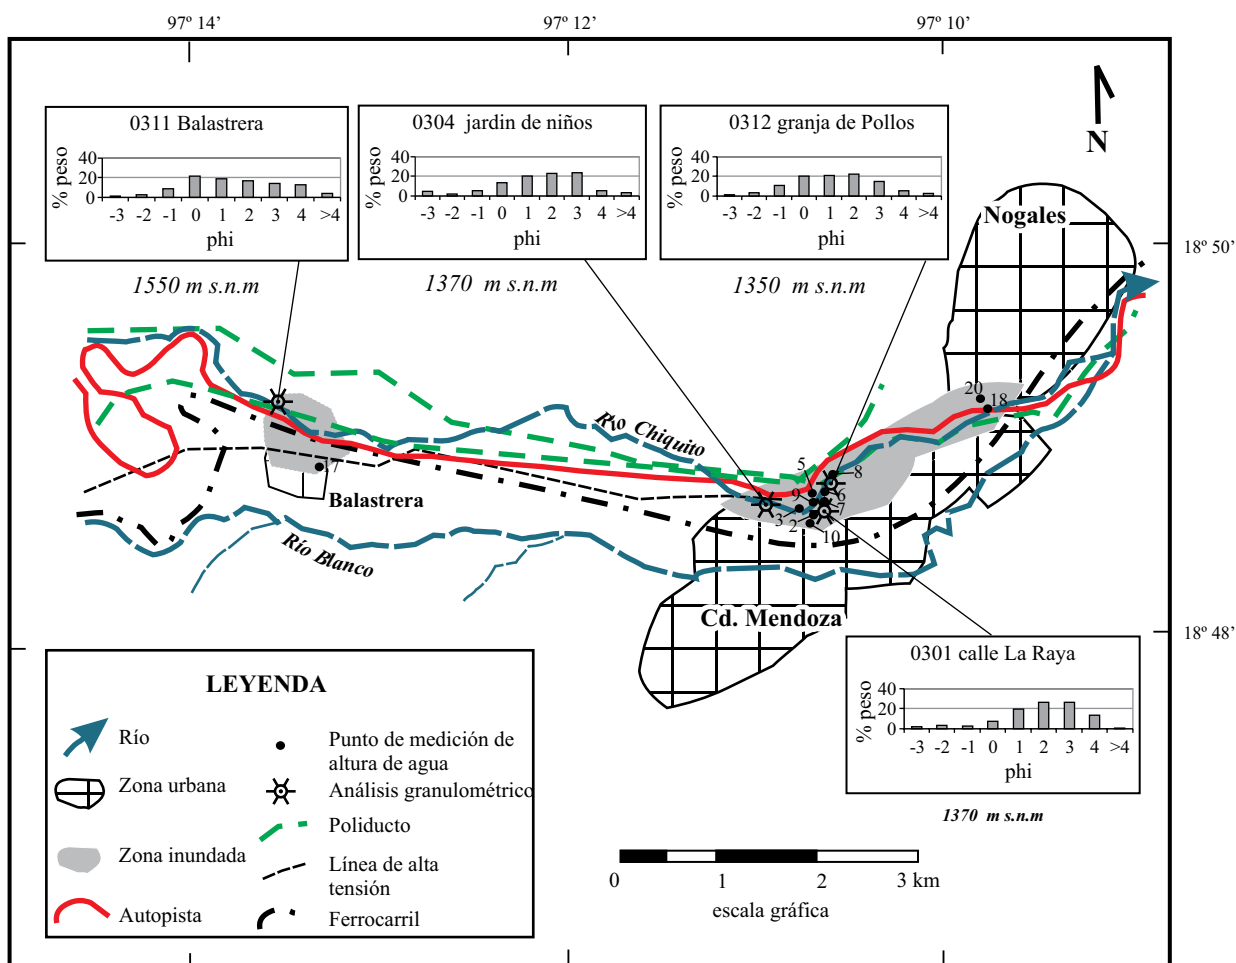 97º 14’
97º 12’
97º 10’
N
0311 Balastrera
% peso
40
20
0
-3 -2 -1 0 1 2 3 4 >4
phi
1550 m s.n.m
0304 jardin de niños
% peso
40
20
0
-3 -2 -1 0 1 2 3 4 >4
phi
1370 m s.n.m
0312 granja de Pollos
% peso
40
20
0
-3 -2 -1 0 1 2 3 4 >4
phi
1350 m s.n.m
Nogales
18º 50’
20
18
Río Chiquito
5
8
9
6
7
3
2
10
17
Balastrera
Río Blanco
Cd. Mendoza
18º 48’
0301 calle La Raya
% peso
40
20
0
-3 -2 -1 0 1 2 3 4 >4
phi
1370 m s.n.m
LEYENDA
Río
Zona urbana
Zona inundada
Autopista
Punto de medición de
altura de agua
Análisis granulométrico
Poliducto
Línea de alta
tensión
Ferrocarril
0 1 2 3 km
escala gráfica